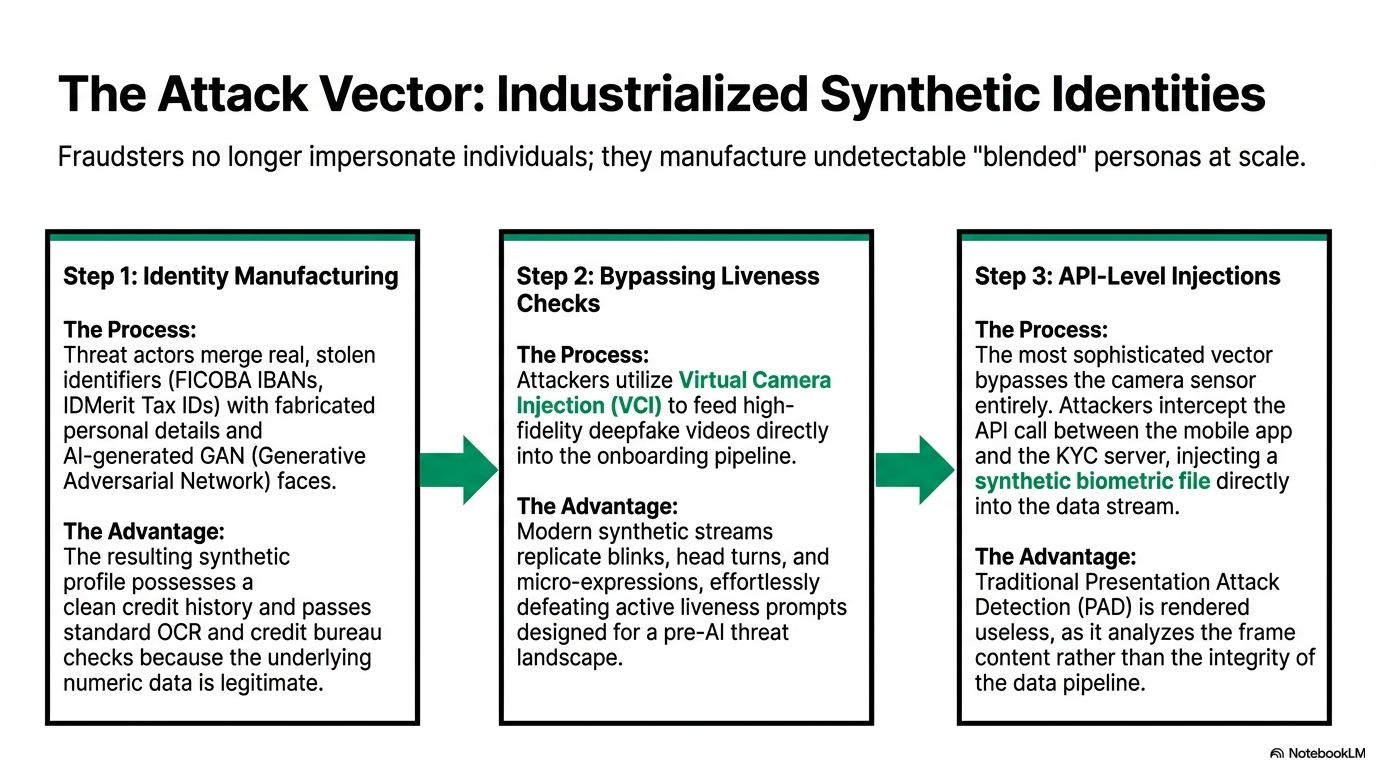 The Attack Vector: Industrialized Synthetic Identities
Fraudsters no longer impersonate individuals; they manufacture undetectable "blended" personas at scale.
Step 1: Identity Manufacturing
The Process:
Threat actors merge real, stolen
identifiers (FICOBA IBANs,
IDMerit Tax IDs) with fabricated
personal details and
AI-generated GAN (Generative
Adversarial Network) faces.
The Advantage:
The resulting synthetic
profile possesses a
clean credit history and passes
standard OCR and credit bureau
checks because the underlying
numeric data is legitimate.
Step 2: Bypassing Liveness
Checks
The Process:
Attackers utilize Virtual Camera
Injection (VCI) to feed high-
fidelity deepfake videos directly
into the onboarding pipeline.
The Advantage:
Modern synthetic streams
replicate blinks, head turns, and
micro-expressions, effortlessly
defeating active liveness prompts
designed for a pre-AI threat
landscape.
Step 3: API-Level Injections
The Process:
The most sophisticated vector
bypasses the camera sensor
entirely. Attackers intercept the
API call between the mobile app
and the KYC server, injecting a
synthetic biometric file directly
into the data stream.
The Advantage:
Traditional Presentation Attack
Detection (PAD) is rendered
useless, as it analyzes the frame
content rather than the integrity of
the data pipeline.
NotebookLM